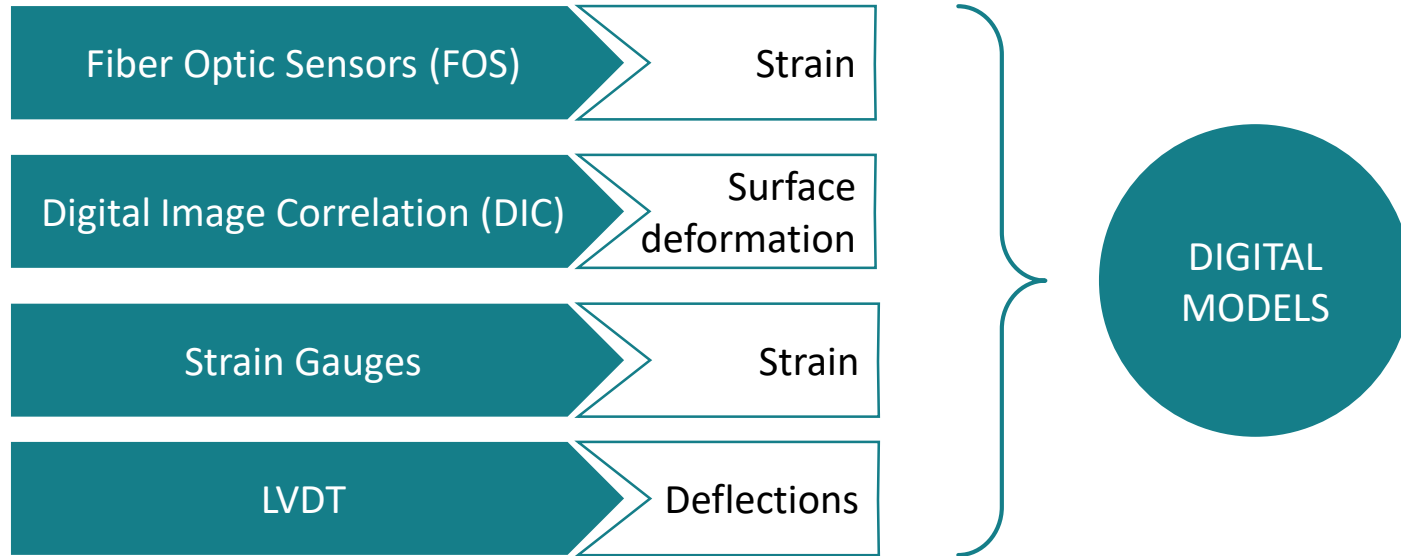 Fiber Optic Sensors (FOS)
Strain
Digital Image Correlation (DIC)
Surface
deformation
Strain Gauges
Strain
LVDT
Deflections
DIGITAL
MODELS